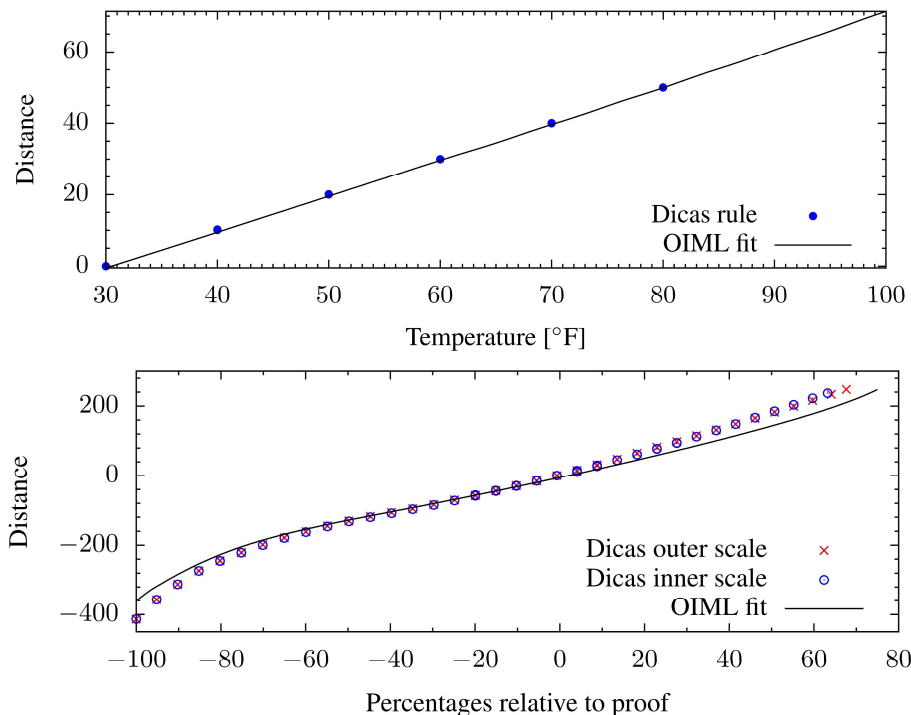 60
40
20
0
Distance
Dicas rule
OIML fit
30 40 50 60 70 80 90 100
Temperature [°F]
200
0
−200
−400
Distance
Dicas outer scale
Dicas inner scale
OIML fit
−100 −80 −60 −40 −20 0 20 40 60 80
Percentages relative to proof